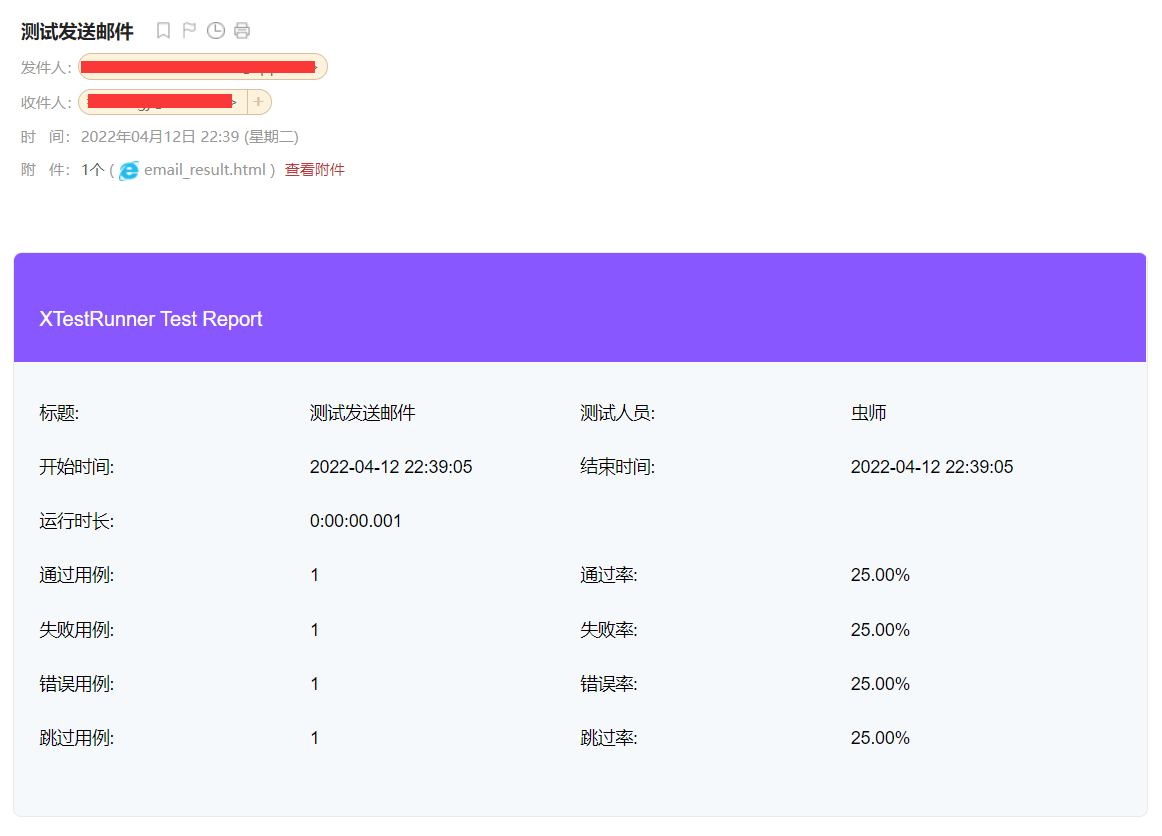 测试发送邮件
发件人:
收件人: +
时 间: 2022年04月12日 22:39 (星期二)
附 件: 1个 ( email_result.html ) 查看附件
XTestRunner Test Report
标题: 测试发送邮件 测试人员: 虫师
开始时间: 2022-04-12 22:39:05 结束时间: 2022-04-12 22:39:05
运行时长: 0:00:00.001
通过用例: 1 通过率: 25.00%
失败用例: 1 失败率: 25.00%
错误用例: 1 错误率: 25.00%
跳过用例: 1 跳过率: 25.00%